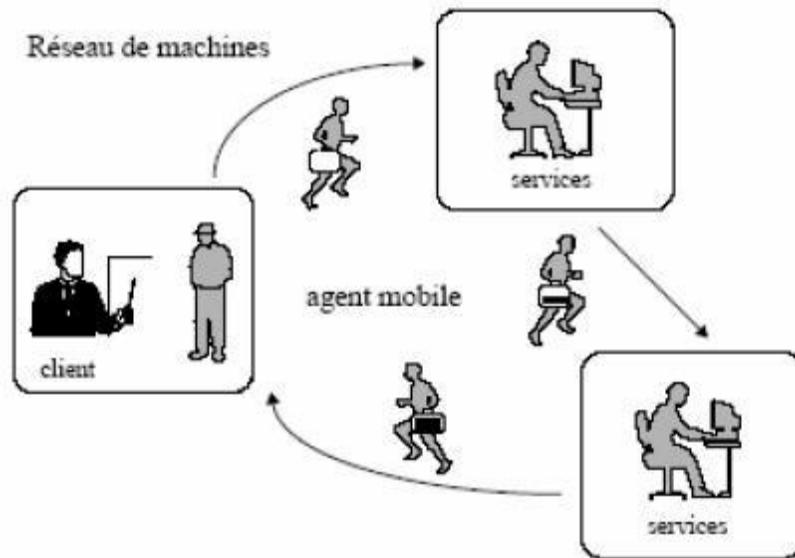 Réseau de machines
services
agent mobile
client
services